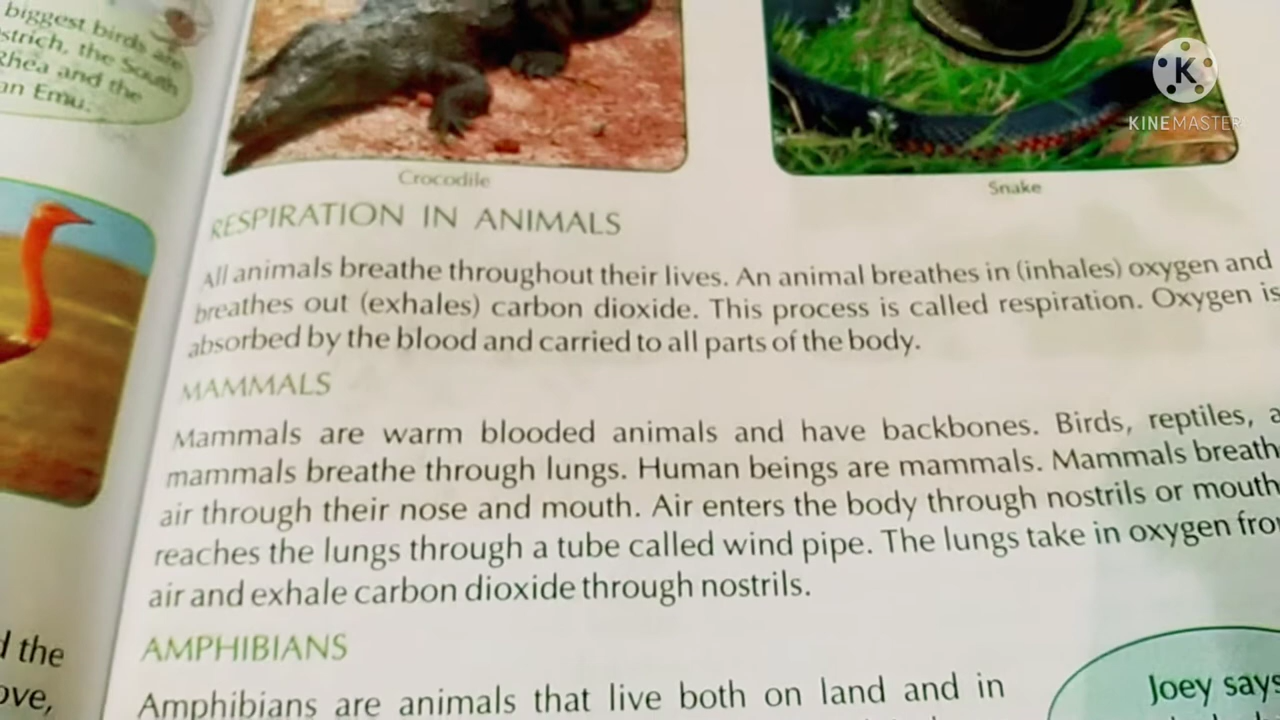 biggest birds are
strich, the South
Rhea and the
an Emu.
Crocodile
Snake
K
KINEMASTER
RESPIRATION IN ANIMALS
All animals breathe throughout their lives. An animal breathes in (inhales) oxygen and
breathes out (exhales) carbon dioxide. This process is called respiration. Oxygen is
absorbed by the blood and carried to all parts of the body.
MAMMALS
Mammals are warm blooded animals and have backbones. Birds, reptiles, a
mammals breathe through lungs. Human beings are mammals. Mammals breath
air through their nose and mouth. Air enters the body through nostrils or mouth
reaches the lungs through a tube called wind pipe. The lungs take in oxygen fro
air and exhale carbon dioxide through nostrils.
d the
ove,
AMPHIBIANS
Amphibians are animals that live both on land and in
Joey says